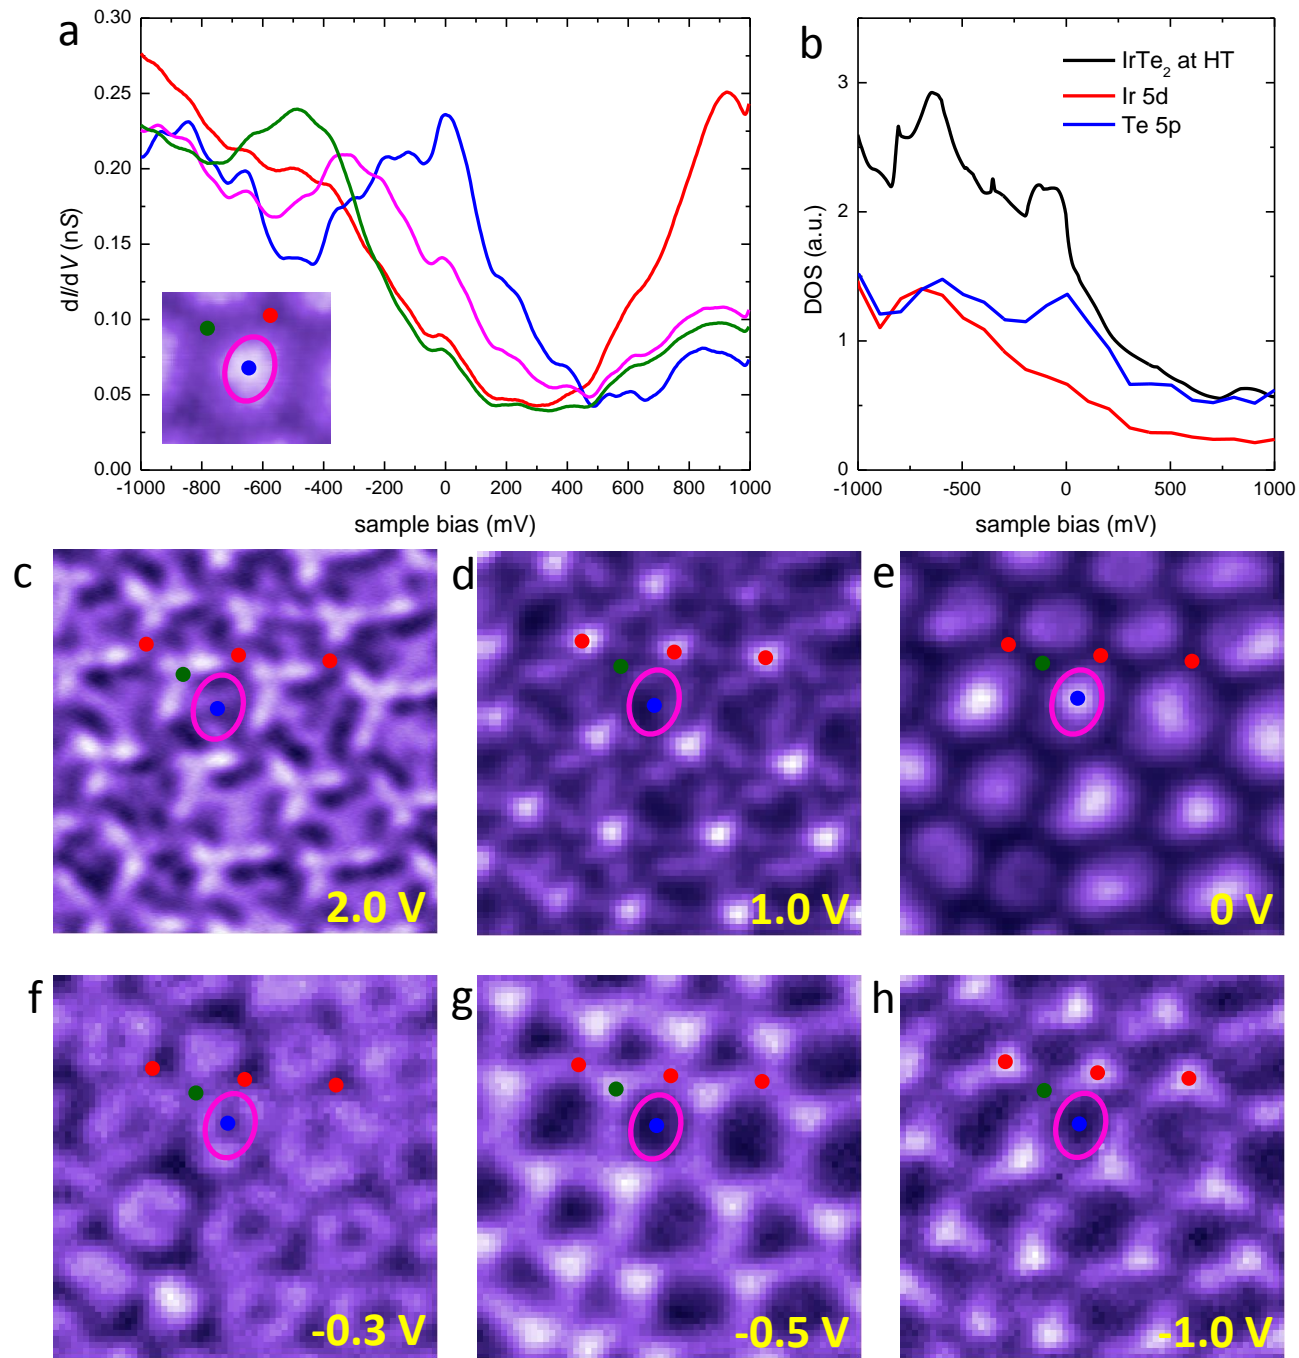 a
0.30
0.25
0.20
0.15
0.10
0.05
0.00
dI/dV (nS)
-1000 -800 -600 -400 -200 0 200 400 600 800 1000
sample bias (mV)
b
3
2
1
0
DOS (a.u.)
IrTe₂ at HT
Ir 5d
Te 5p
-1000 -500 0 500 1000
sample bias (mV)
c
2.0 V
d
1.0 V
e
0 V
f
-0.3 V
g
-0.5 V
h
-1.0 V